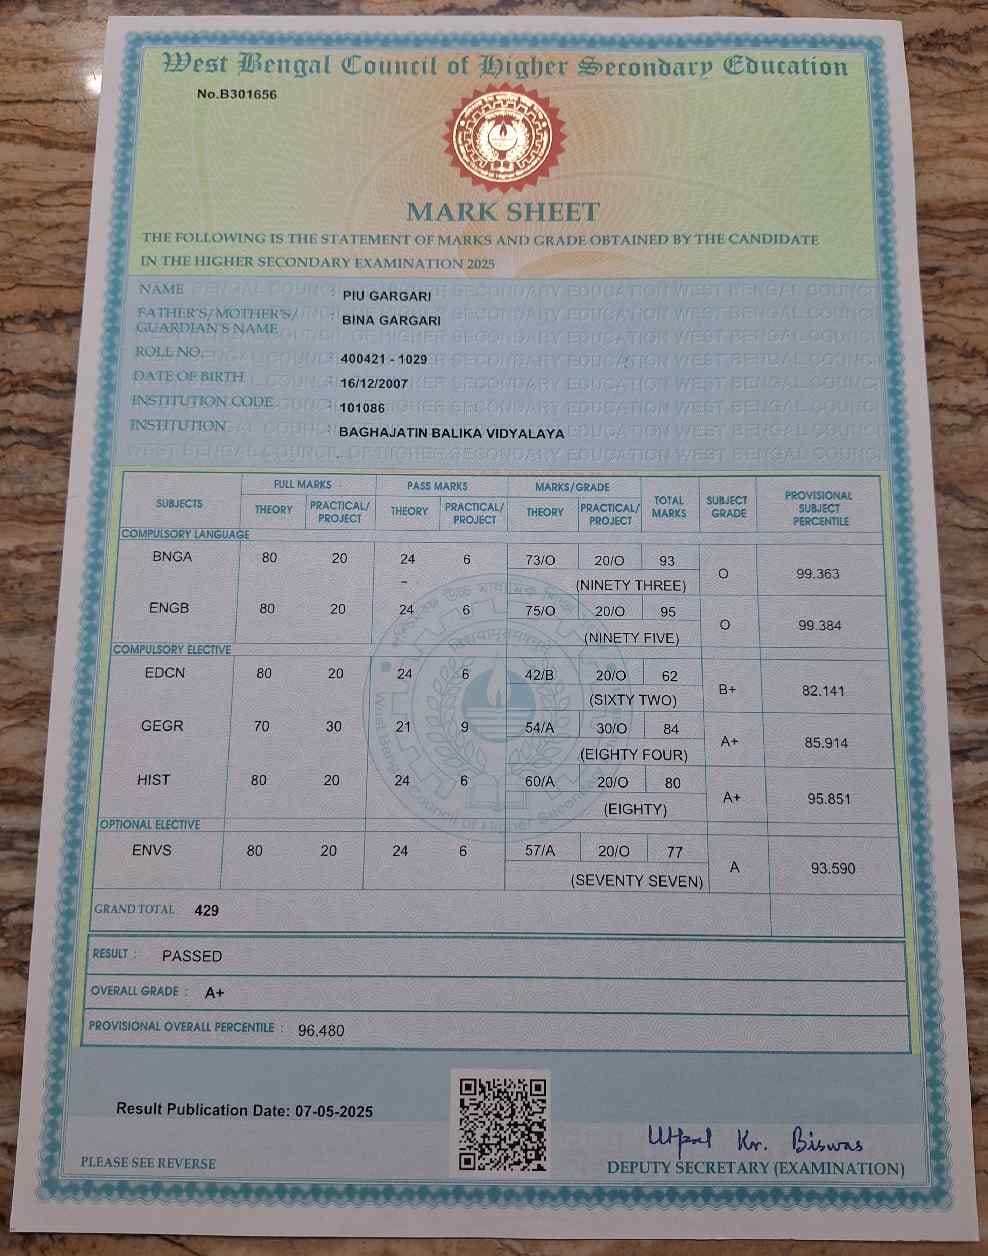 West Bengal Council of Higher Secondary Education
No.B301656
MARK SHEET
THE FOLLOWING IS THE STATEMENT OF MARKS AND GRADE OBTAINED BY THE CANDIDATE
IN THE HIGHER SECONDARY EXAMINATION 2025
NAME : PIU GARGARI
FATHER'S/MOTHER'S/
GUARDIAN'S NAME : BINA GARGARI
ROLL NO. : 400421 - 1029
DATE OF BIRTH : 16/12/2007
INSTITUTION CODE : 101086
INSTITUTION : BAGHAJATIN BALIKA VIDYALAYA
SUBJECTS FULL MARKS PASS MARKS MARKS/GRADE TOTAL MARKS SUBJECT GRADE PROVISIONAL SUBJECT PERCENTILE
THEORY PRACTICAL/PROJECT THEORY PRACTICAL/PROJECT THEORY PRACTICAL/PROJECT
COMPULSORY LANGUAGE
BNGA 80 20 24 6 73/O 20/O 93 O 99.363
(NINETY THREE)
ENGB 80 20 24 6 75/O 20/O 95 O 99.384
(NINETY FIVE)
COMPULSORY ELECTIVE
EDCN 80 20 24 6 42/B 20/O 62 B+ 82.141
(SIXTY TWO)
GEGR 70 30 21 9 54/A 30/O 84 A+ 85.914
(EIGHTY FOUR)
HIST 80 20 24 6 60/A 20/O 80 A+ 95.851
(EIGHTY)
OPTIONAL ELECTIVE
ENVS 80 20 24 6 57/A 20/O 77 A 93.590
(SEVENTY SEVEN)
GRAND TOTAL 429
RESULT : PASSED
OVERALL GRADE : A+
PROVISIONAL OVERALL PERCENTILE : 96.480
Result Publication Date: 07-05-2025
Utpal Kr. Biswas
PLEASE SEE REVERSE
DEPUTY SECRETARY (EXAMINATION)